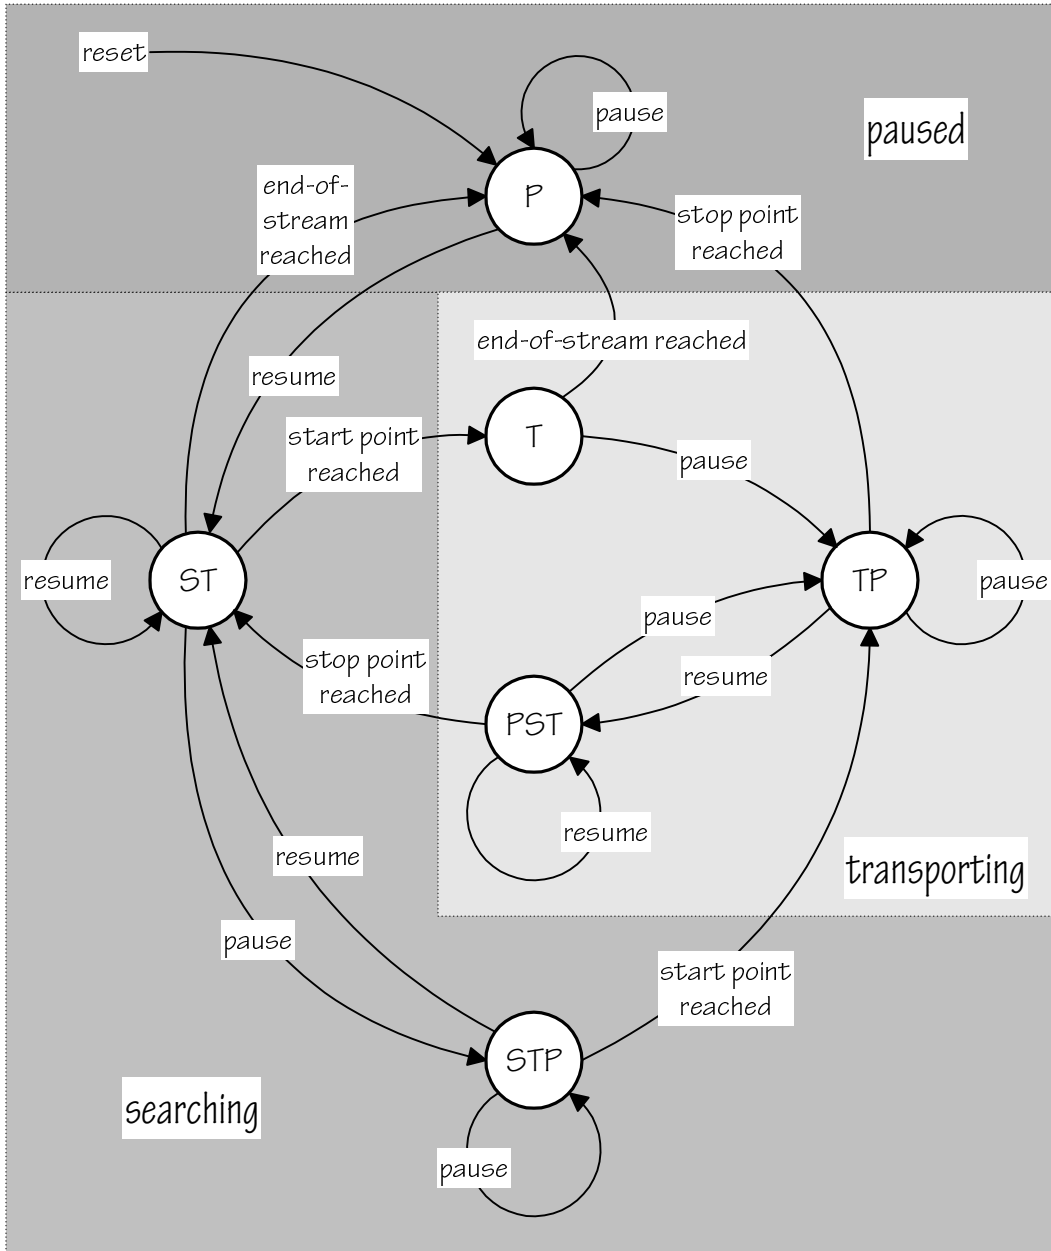 reset
pause
paused
P
end-of-
stream
reached
stop point
reached
end-of-stream reached
resume
start point
reached
T
pause
resume
ST
TP
pause
pause
stop point
reached
resume
PST
resume
resume
transporting
pause
start point
reached
STP
searching
pause